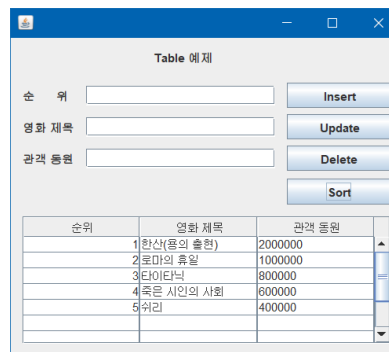 Table 예제
순 위
Insert
영화 제목
Update
관객 동원
Delete
Sort
순위 영화 제목 관객 동원
1 한산(용의 출현) 2000000
2 로마의 휴일 1000000
3 타이타닉 800000
4 죽은 시인의 사회 600000
5 쉬리 400000